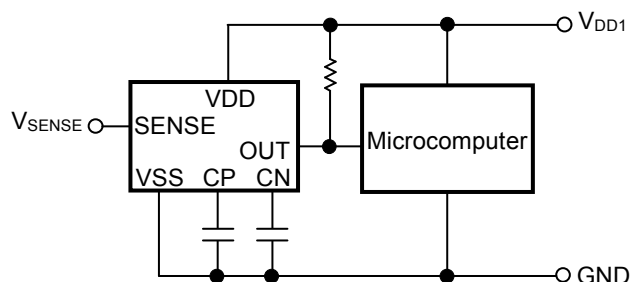 VDD1
VDD
VSENSE
SENSE
OUT
Microcomputer
VSS CP CN
GND